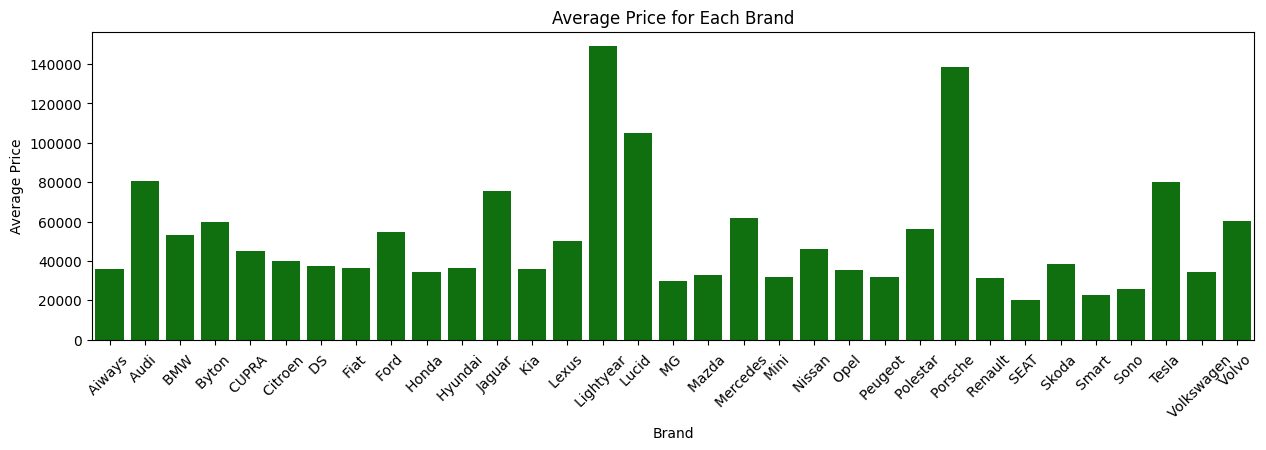 Average Price for Each Brand
Average Price
140000
120000
100000
80000
60000
40000
20000
0
Aiways
Audi
BMW
Byton
CUPRA
Citroen
DS
Fiat
Ford
Honda
Hyundai
Jaguar
Kia
Lexus
Lightyear
Lucid
MG
Mazda
Mercedes
Mini
Nissan
Opel
Peugeot
Polestar
Porsche
Renault
SEAT
Skoda
Smart
Sono
Tesla
Volkswagen
Volvo
Brand